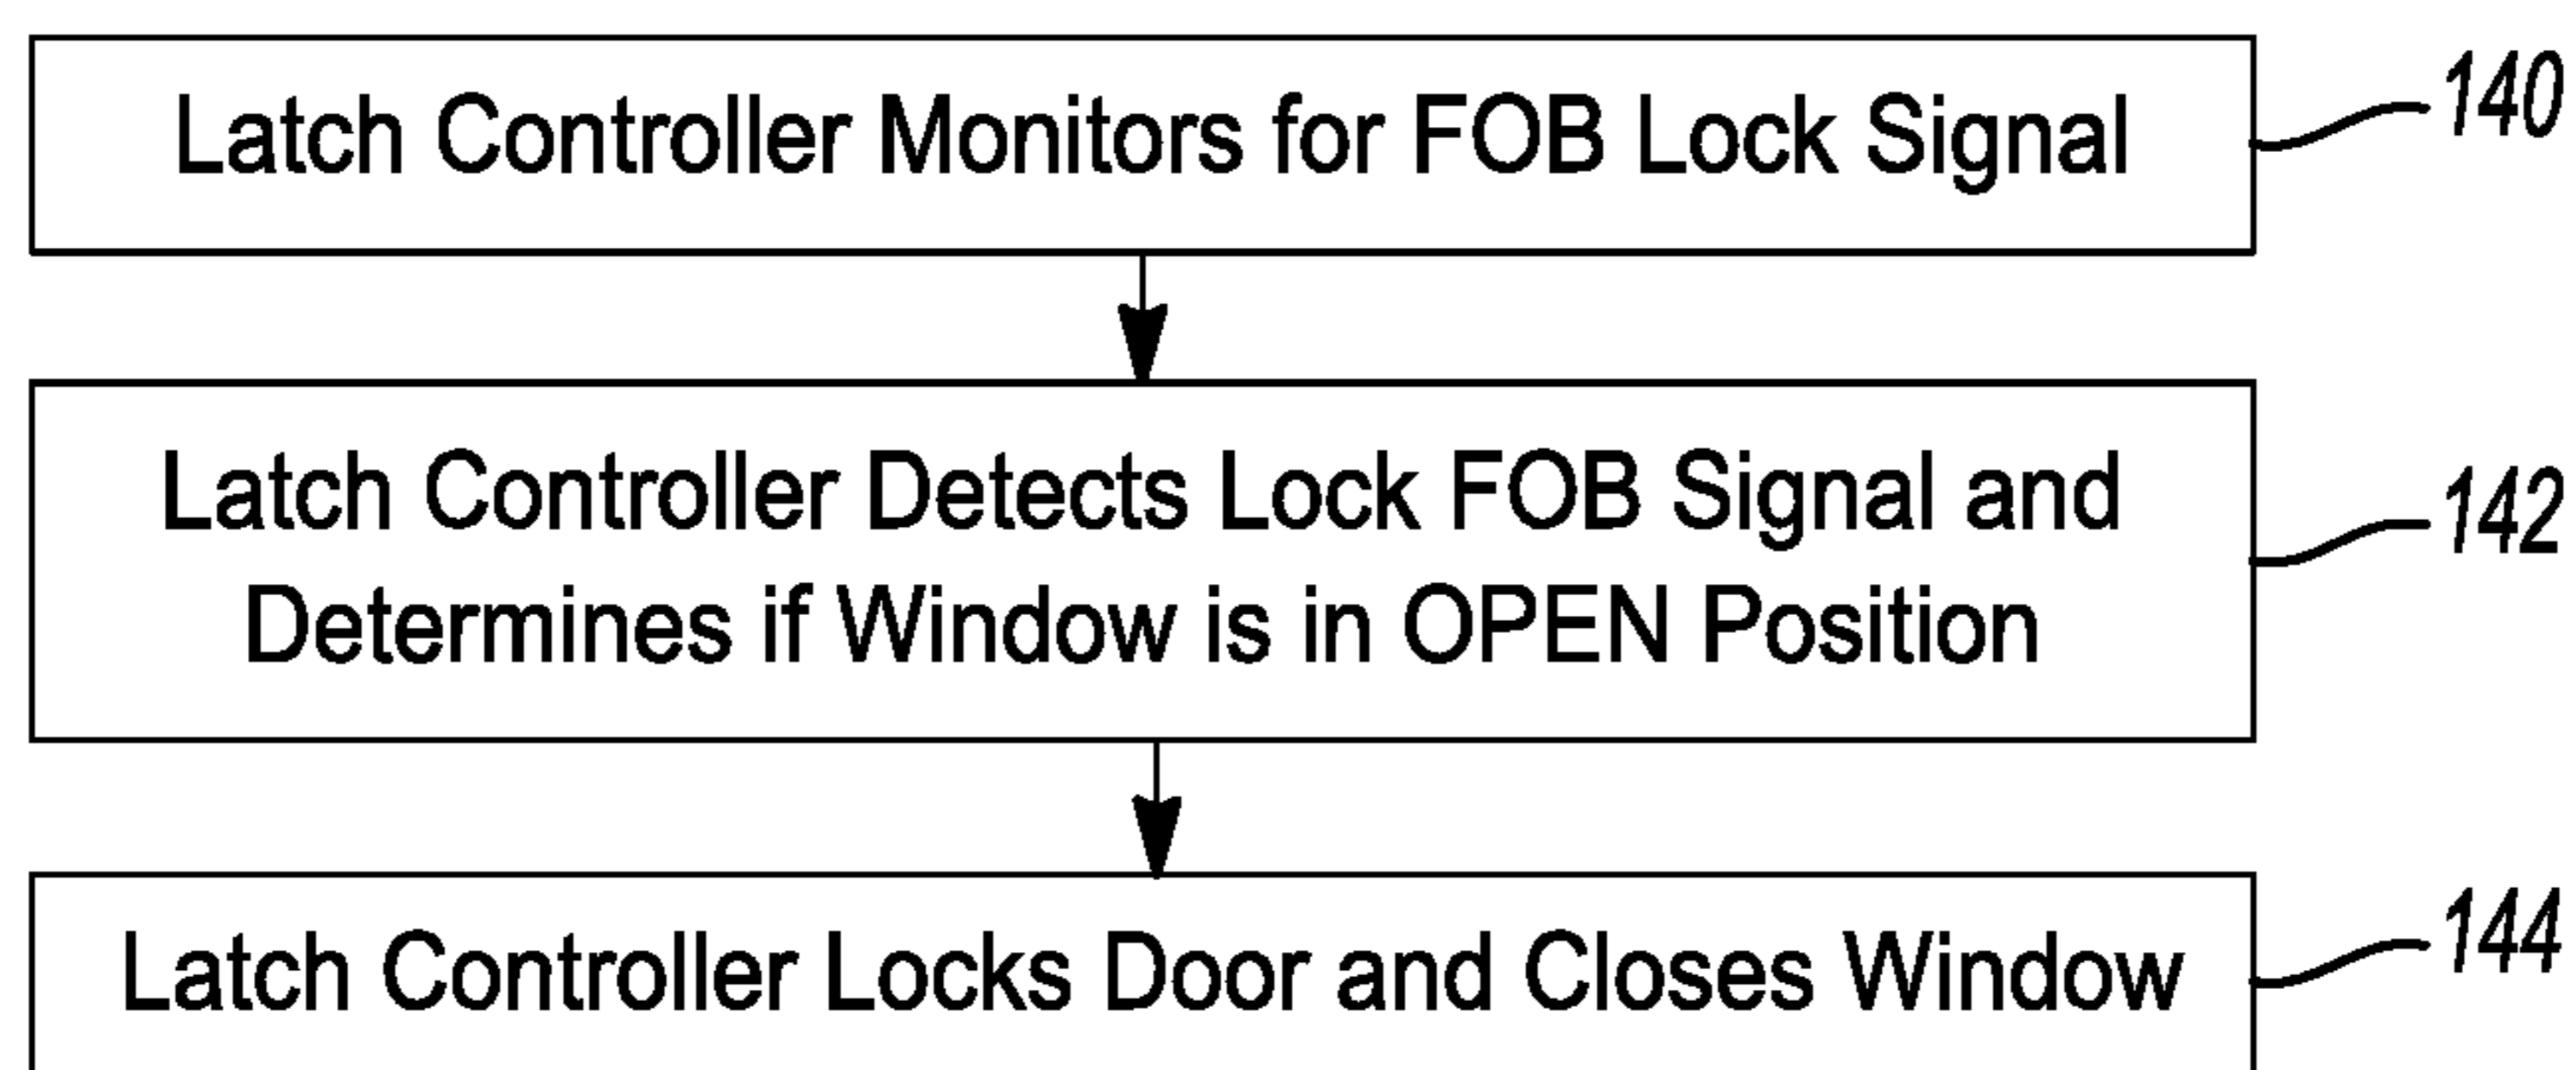 Latch Controller Monitors for FOB Lock Signal
140
Latch Controller Detects Lock FOB Signal and
Determines if Window is in OPEN Position
142
Latch Controller Locks Door and Closes Window
144